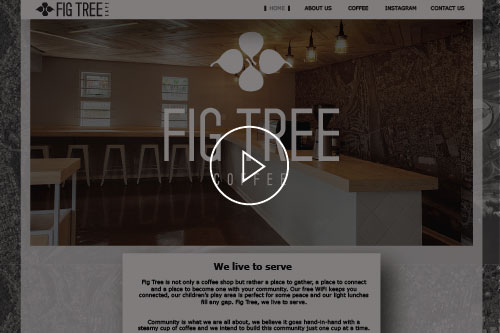 FIG TREE
HOME ABOUT US COFFEE INSTAGRAM CONTACT US
FIG TREE
COFFEE
We live to serve
Fig Tree is not only a coffee shop but rather a place to gather, a place to connect
and a place to become one with your community. Our free WiFi keeps you
connected, our children's play area is perfect for some peace and our light lunches
fill any gap. Fig Tree, we live to serve.
Community is what we are all about, we believe it goes hand-in-hand with a
steamy cup of coffee and we intend to build this community just one cup at a time.